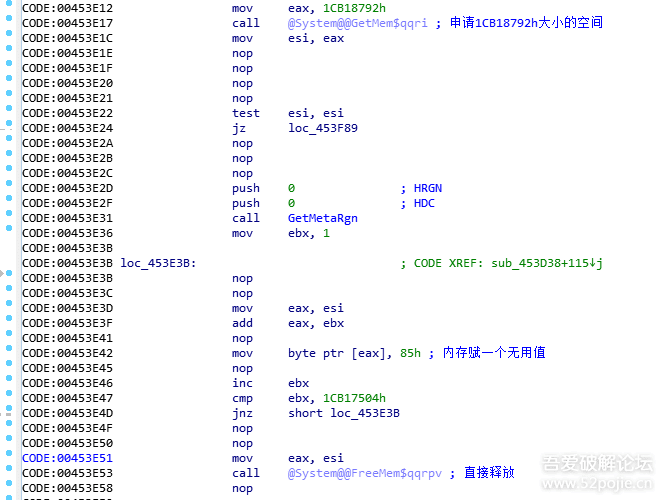 CODE:00453E12 mov eax, 1CB18792h
CODE:00453E17 call @System@@GetMem$qqri ; 申请1CB18792h大小的空间
CODE:00453E1C mov esi, eax
CODE:00453E1E nop
CODE:00453E1F nop
CODE:00453E20 nop
CODE:00453E21 nop
CODE:00453E22 test esi, esi
CODE:00453E24 jz loc_453F89
CODE:00453E2A nop
CODE:00453E2B nop
CODE:00453E2C nop
CODE:00453E2D push 0 ; HRGN
CODE:00453E2F push 0 ; HDC
CODE:00453E31 call GetMetaRgn
CODE:00453E36 mov ebx, 1
CODE:00453E3B
CODE:00453E3B loc_453E3B: ; CODE XREF: sub_453D38+115↓j
CODE:00453E3B nop
CODE:00453E3C nop
CODE:00453E3D mov eax, esi
CODE:00453E3F add eax, ebx
CODE:00453E41 nop
CODE:00453E42 mov byte ptr [eax], 85h ; 内存赋一个无用值
CODE:00453E45 nop
CODE:00453E46 inc ebx
CODE:00453E47 cmp ebx, 1CB17504h
CODE:00453E4D jnz short loc_453E3B
CODE:00453E4F nop
CODE:00453E50 nop
CODE:00453E51 mov eax, esi
CODE:00453E53 call @System@@FreeMem$qqrpv ; 直接释放
CODE:00453E58 nop
吾爱破解论坛
www.52pojie.cn